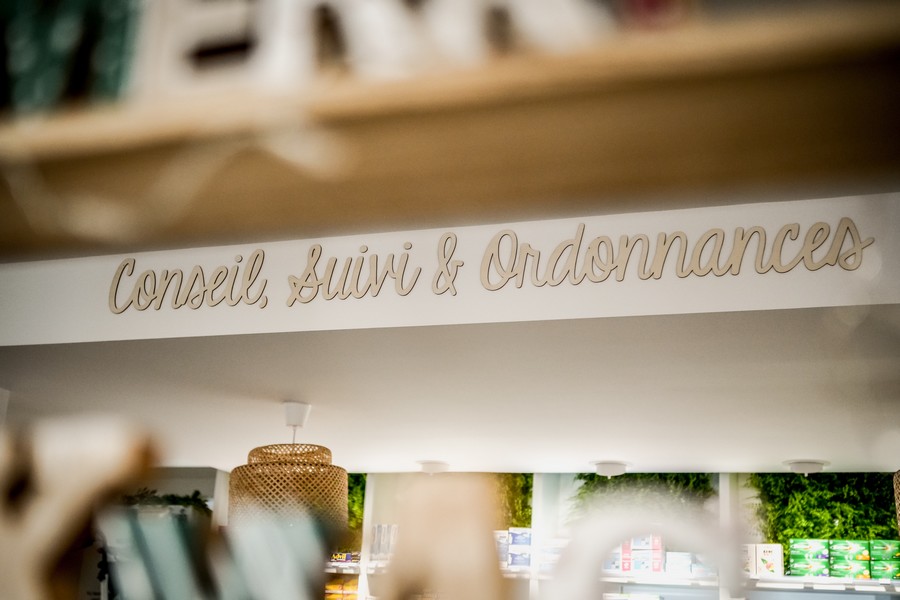 Conseil, Suivi & Ordonnances